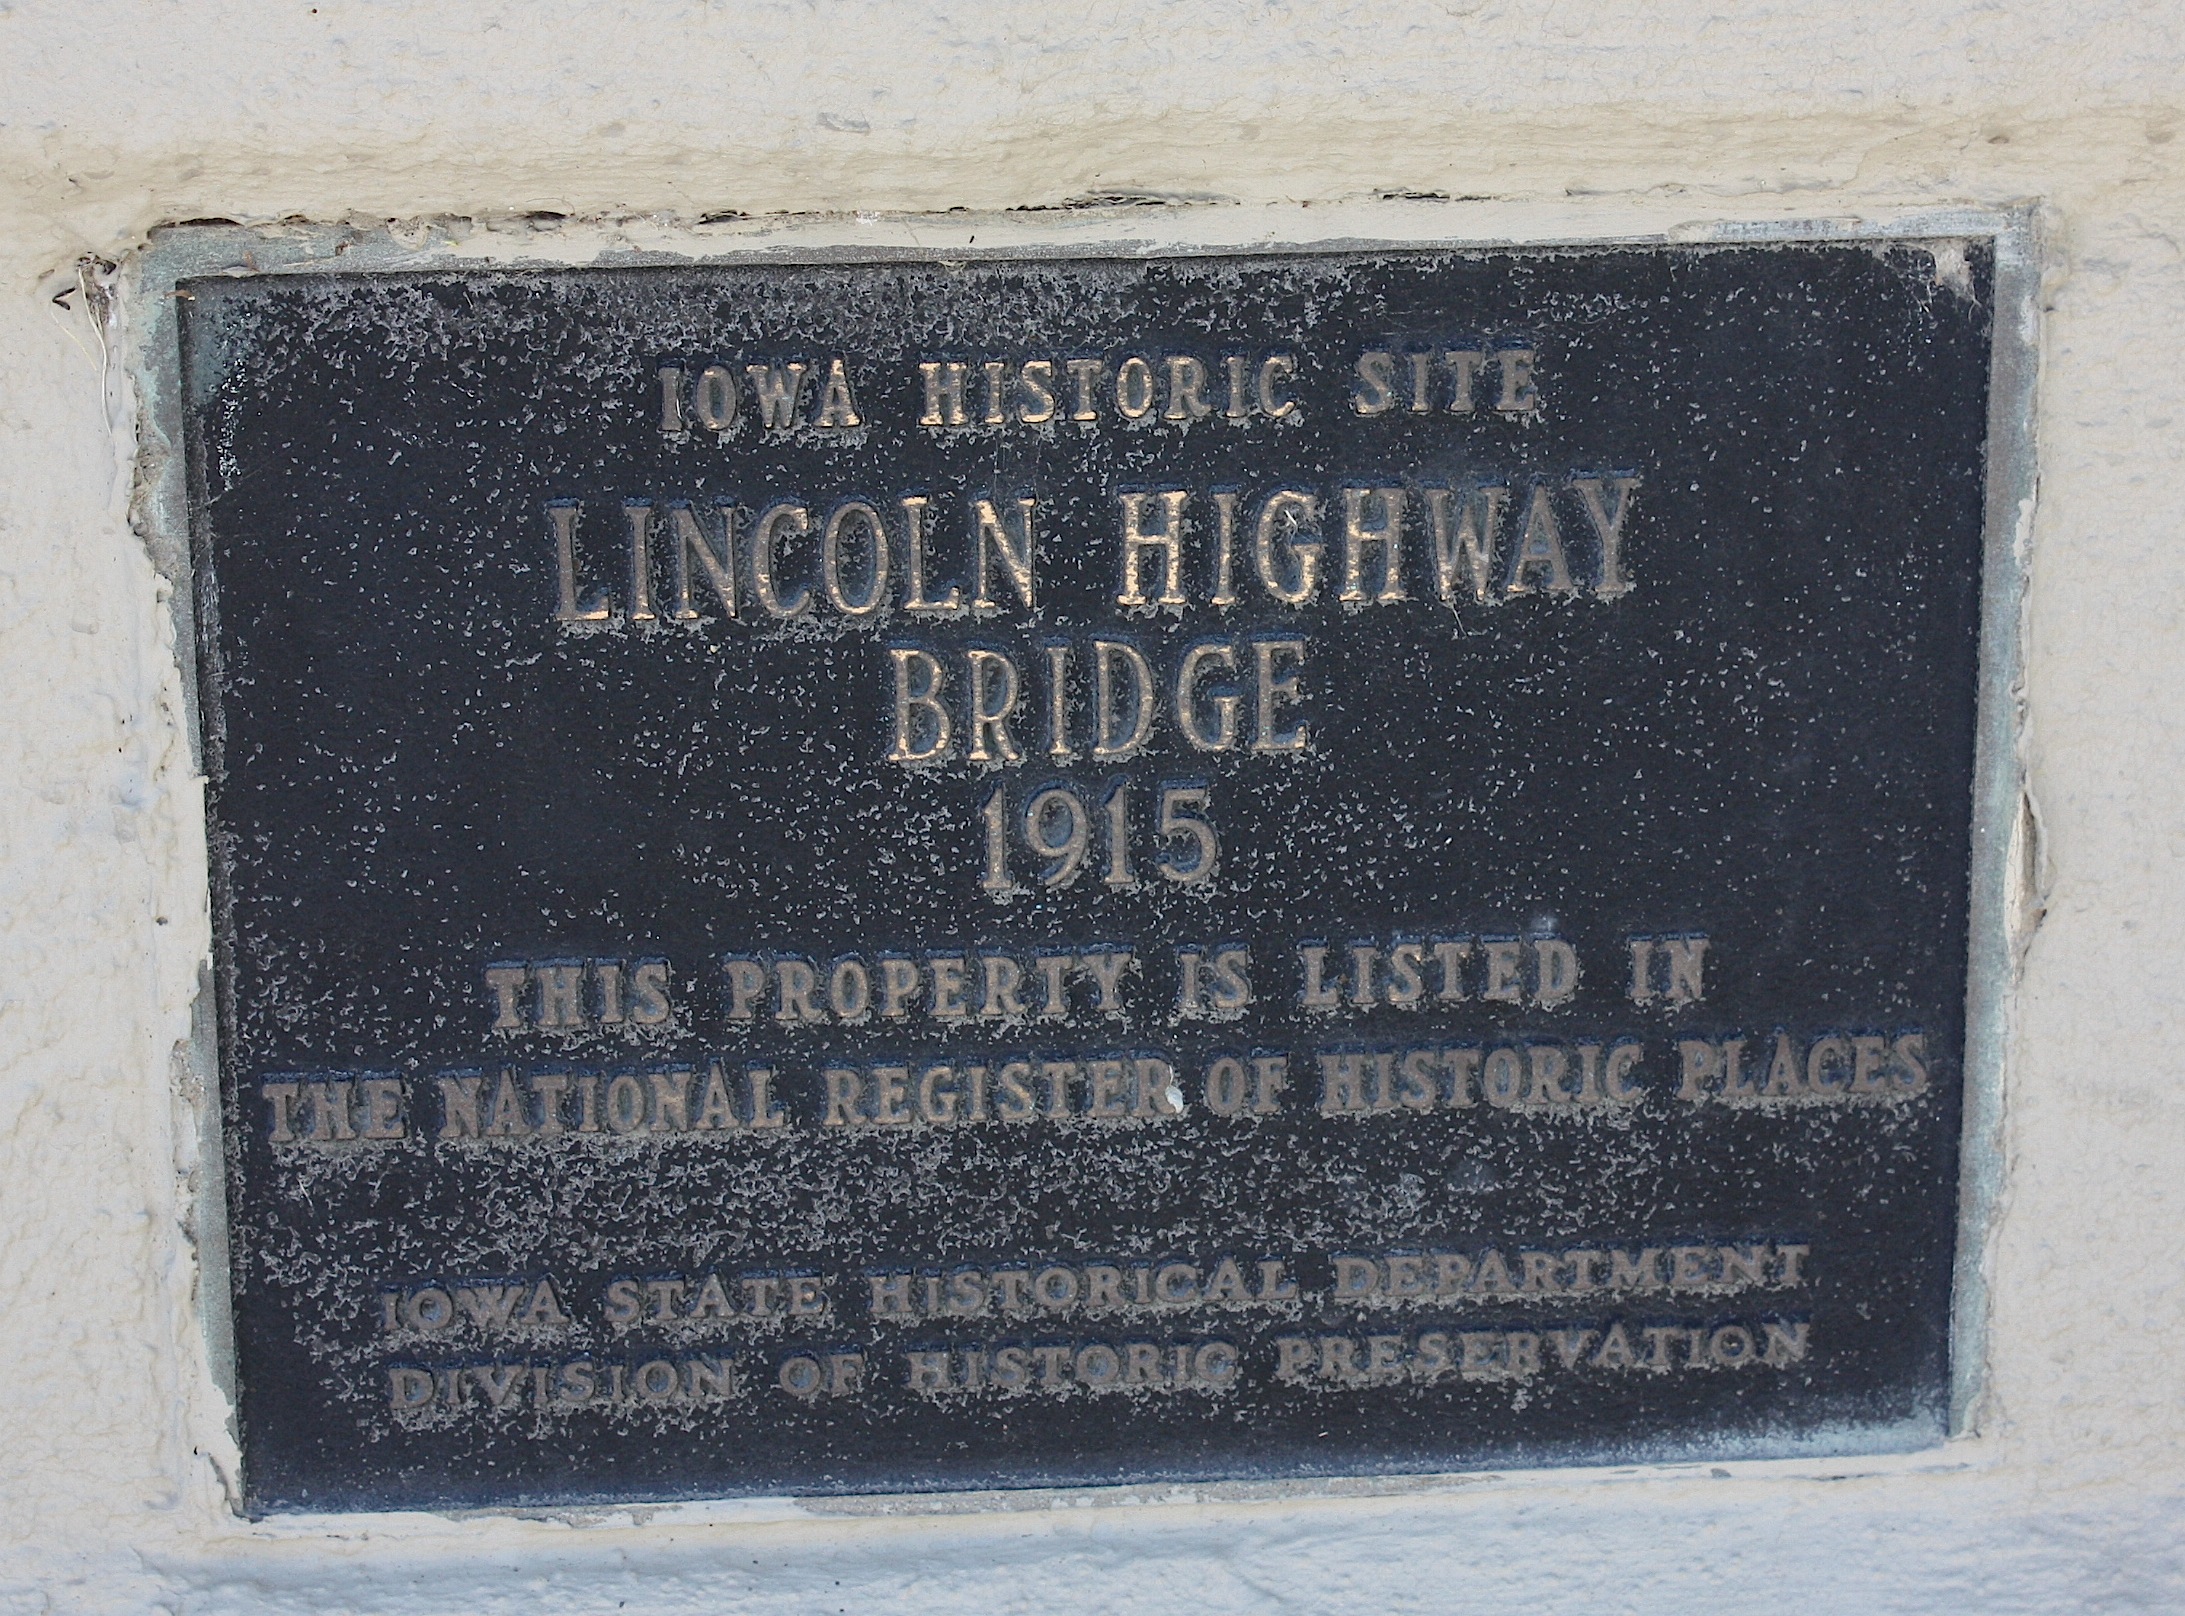 IOWA HISTORIC SITE
LINCOLN HIGHWAY
BRIDGE
1915
THIS PROPERTY IS LISTED IN
THE NATIONAL REGISTER OF HISTORIC PLACES
IOWA STATE HISTORICAL DEPARTMENT
DIVISION OF HISTORIC PRESERVATION